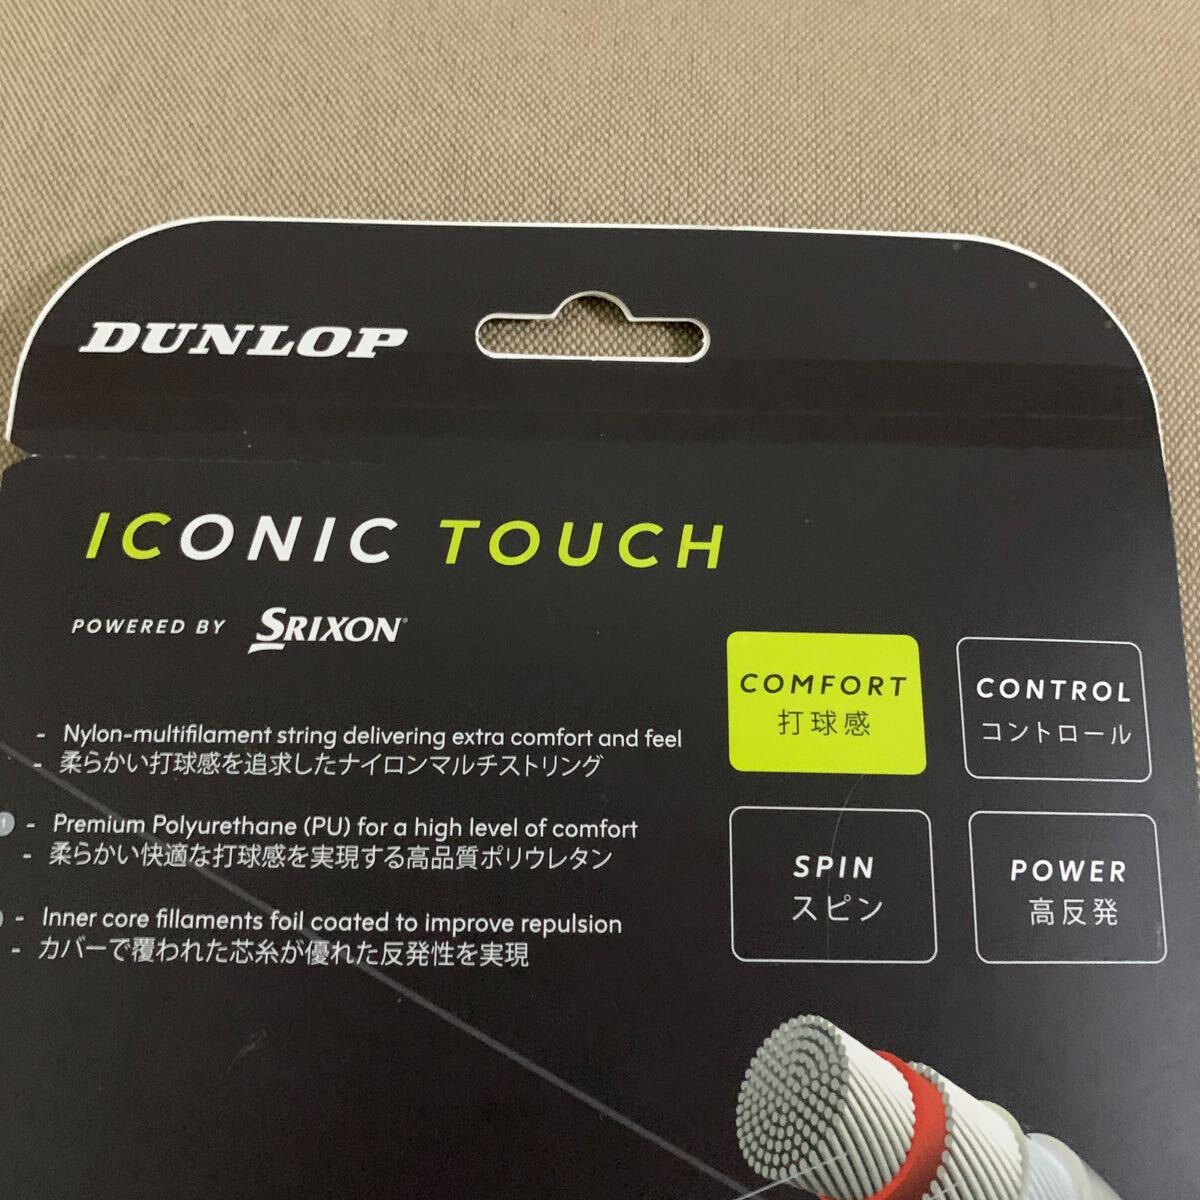 DUNLOP
ICONIC TOUCH
POWERED BY SRIXON
- Nylon-multifilament string delivering extra comfort and feel
- 柔らかい打球感を追求したナイロンマルチストリング
1 - Premium Polyurethane (PU) for a high level of comfort
- 柔らかい快適な打球感を実現する高品質ポリウレタン
- Inner core fillaments foil coated to improve repulsion
- カバーで覆われた芯糸が優れた反発性を実現
COMFORT
打球感
CONTROL
コントロール
SPIN
スピン
POWER
高反発